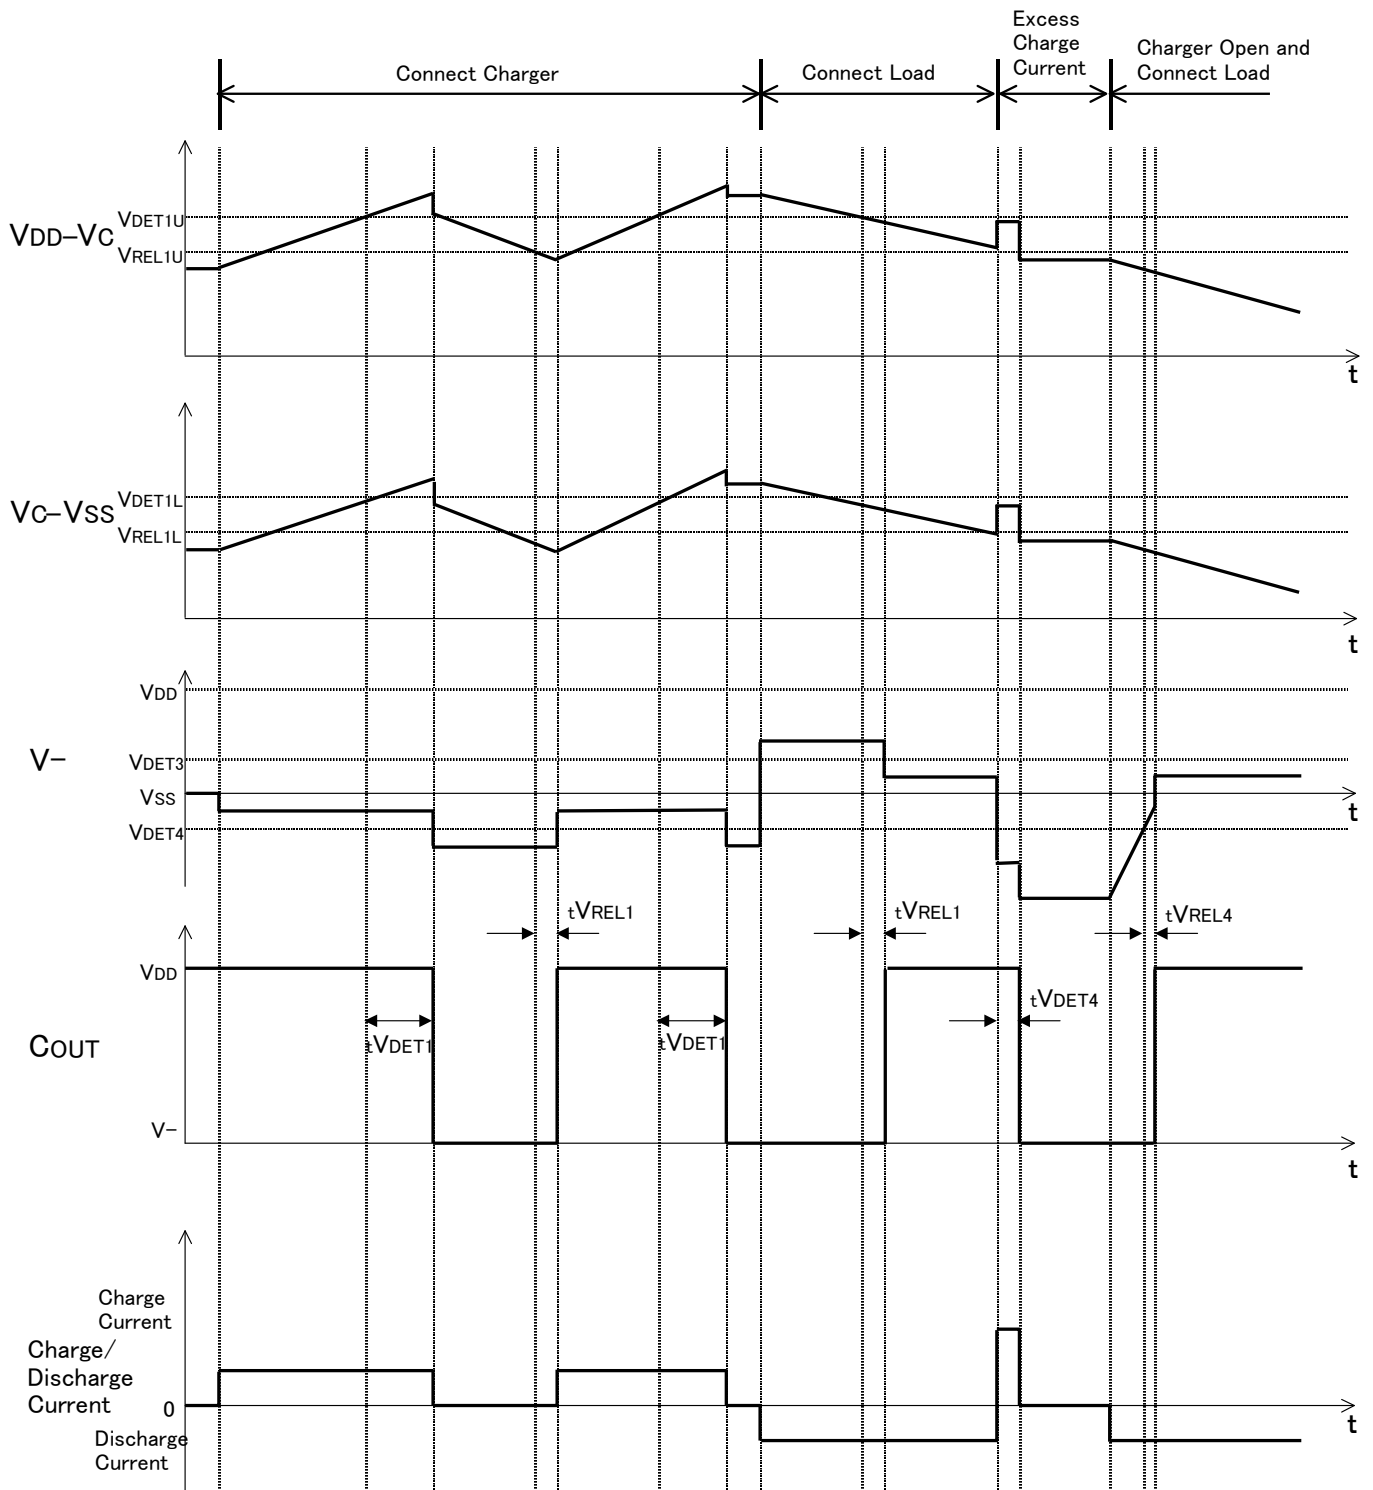 Excess
Charge
Current
Connect Charger
Connect Load
Charger Open and
Connect Load
VDD–VC
VDET1U
VREL1U
t
VC–VSS
VDET1L
VREL1L
t
V–
VDD
VDET3
VSS
VDET4
t
tVREL1
tVREL1
tVREL4
COUT
VDD
tVDET1
tVDET1
tVDET4
V–
t
Charge
Current
Charge/
Discharge
Current
0
Discharge
Current
t